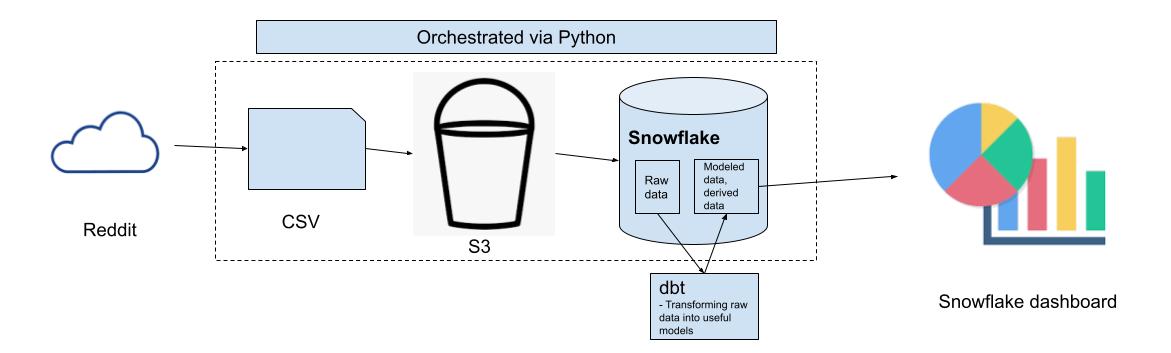 Orchestrated via Python
Reddit
CSV
S3
Snowflake
Raw
data
Modeled
data,
derived
data
dbt
- Transforming raw
data into useful
models
Snowflake dashboard